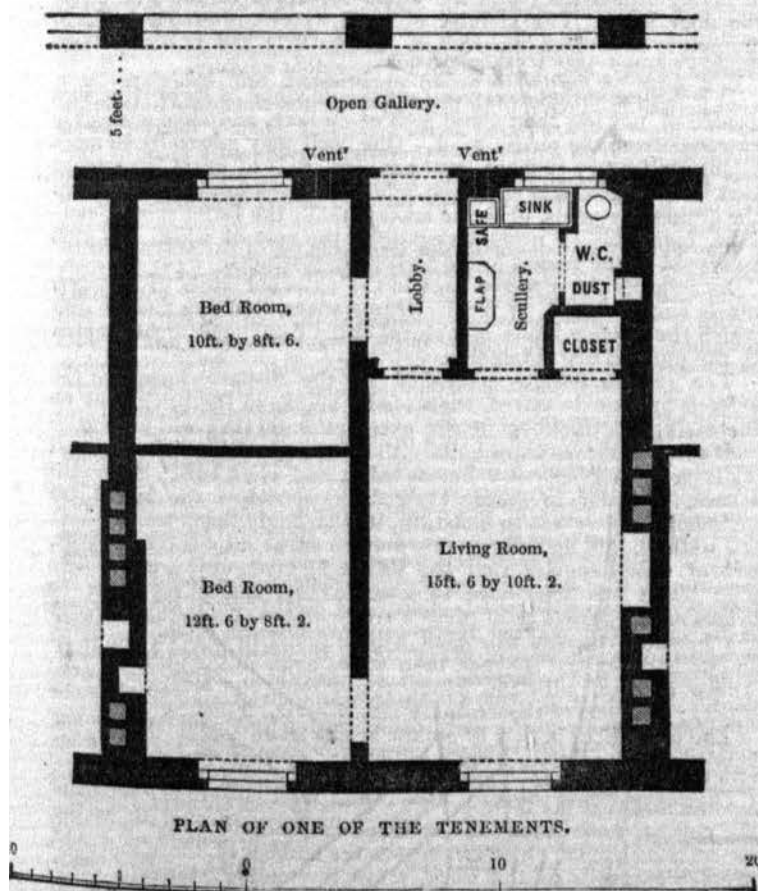 5 feet
Open Gallery.
Vent'
Vent'
SAFE
SINK
W.C.
DUST
FLAP
Scullery.
Lobby.
CLOSET
Bed Room,
10ft. by 8ft. 6.
Living Room,
15ft. 6 by 10ft. 2.
Bed Room,
12ft. 6 by 8ft. 2.
PLAN OF ONE OF THE TENEMENTS.
0 0 10 20